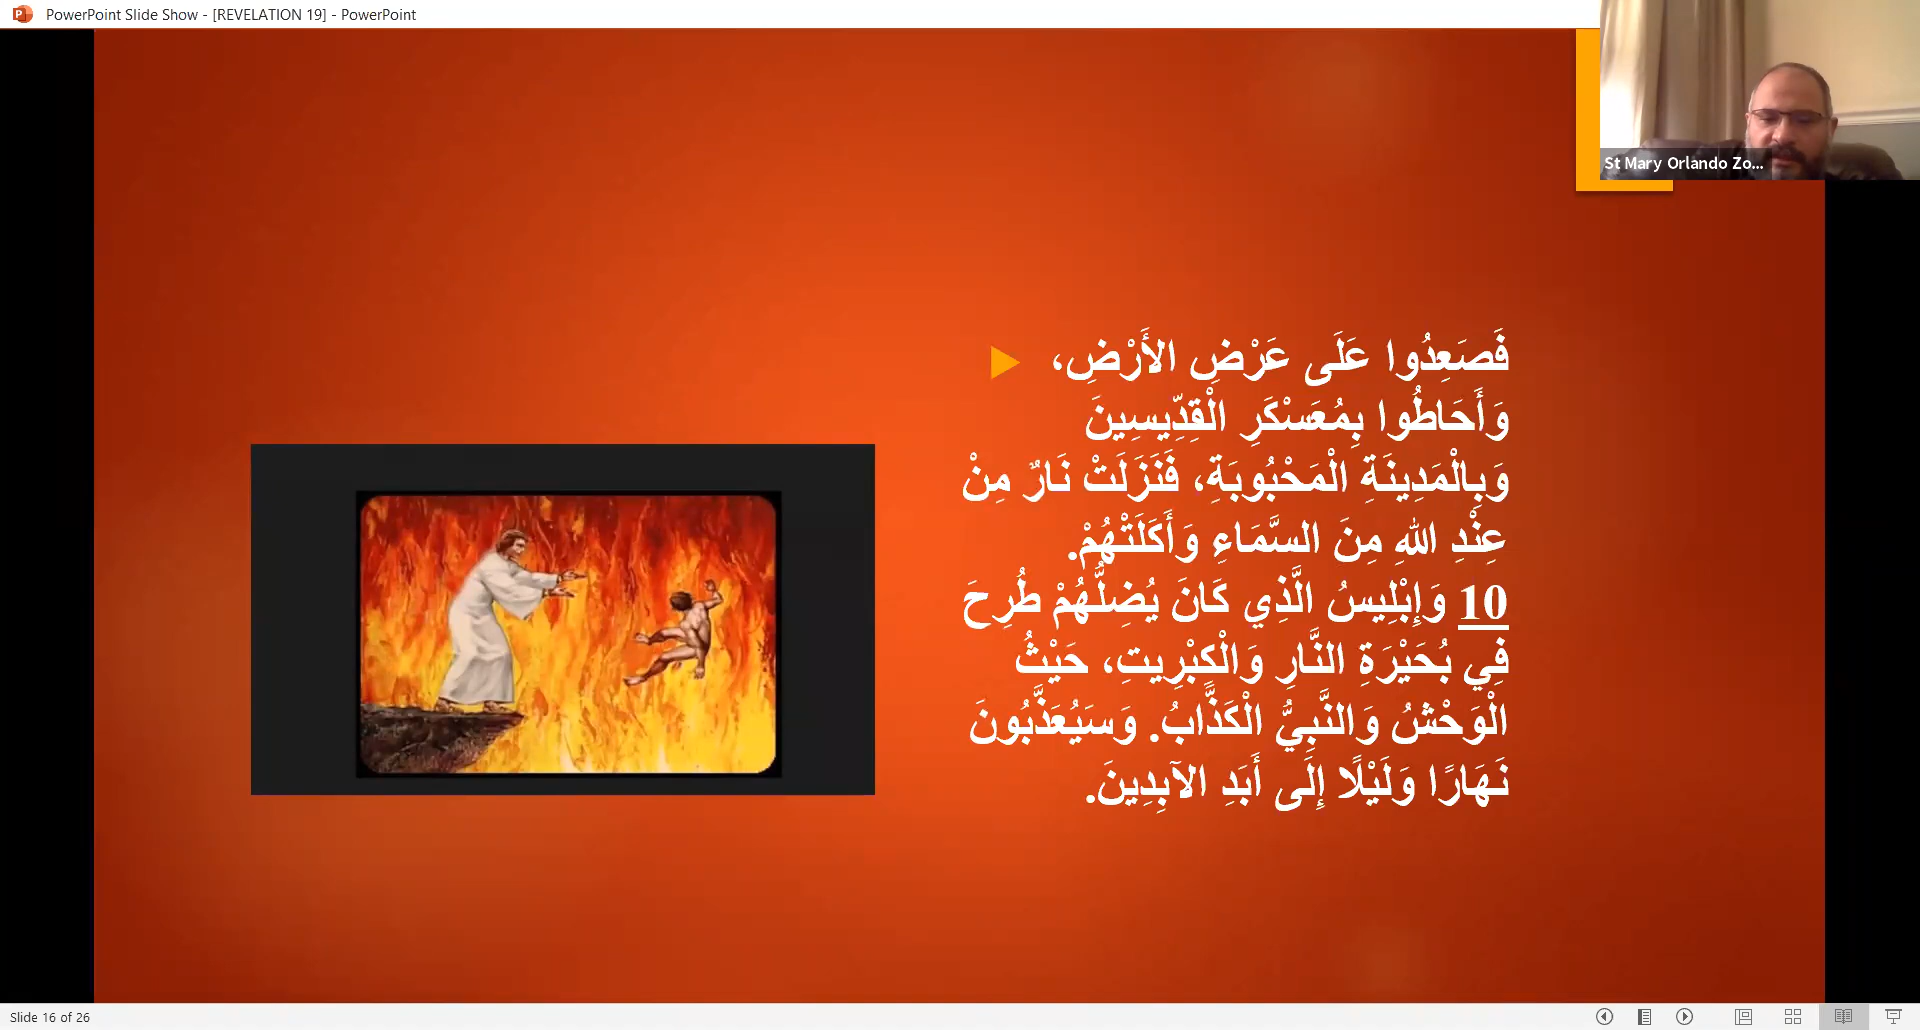 PowerPoint Slide Show - [REVELATION 19] - PowerPoint
St Mary Orlando Zo...
فَصَعِدُوا عَلَى عَرْضِ الأَرْضِ،
وَأَحَاطُوا بِمُعَسْكَرِ الْقِدِّيسِينَ
وَبِالْمَدِينَةِ الْمَحْبُوبَةِ، فَنَزَلَتْ نَارٌ مِنْ
عِنْدِ اللهِ مِنَ السَّمَاءِ وَأَكَلَتْهُمْ.
10 وَإِبْلِيسُ الَّذِي كَانَ يُضِلُّهُمْ طُرِحَ
فِي بُحَيْرَةِ النَّارِ وَالْكِبْرِيتِ، حَيْثُ
الْوَحْشُ وَالنَّبِيُّ الْكَذَّابُ. وَسَيُعَذَّبُونَ
نَهَارًا وَلَيْلًا إِلَى أَبَدِ الآبِدِينَ.
Slide 16 of 26